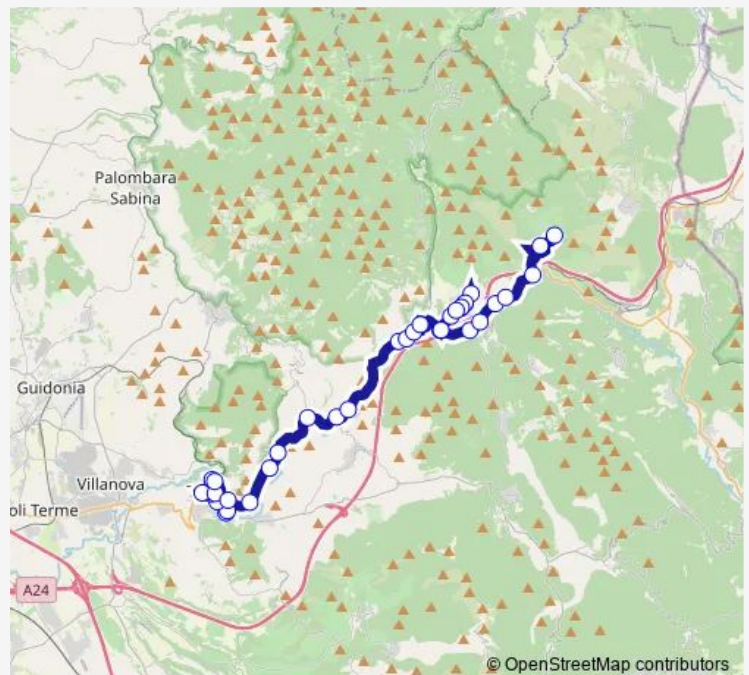 Palombara
Sabina
Guidonia
Villanova
oli Terme
A24
© OpenStreetMap contributors